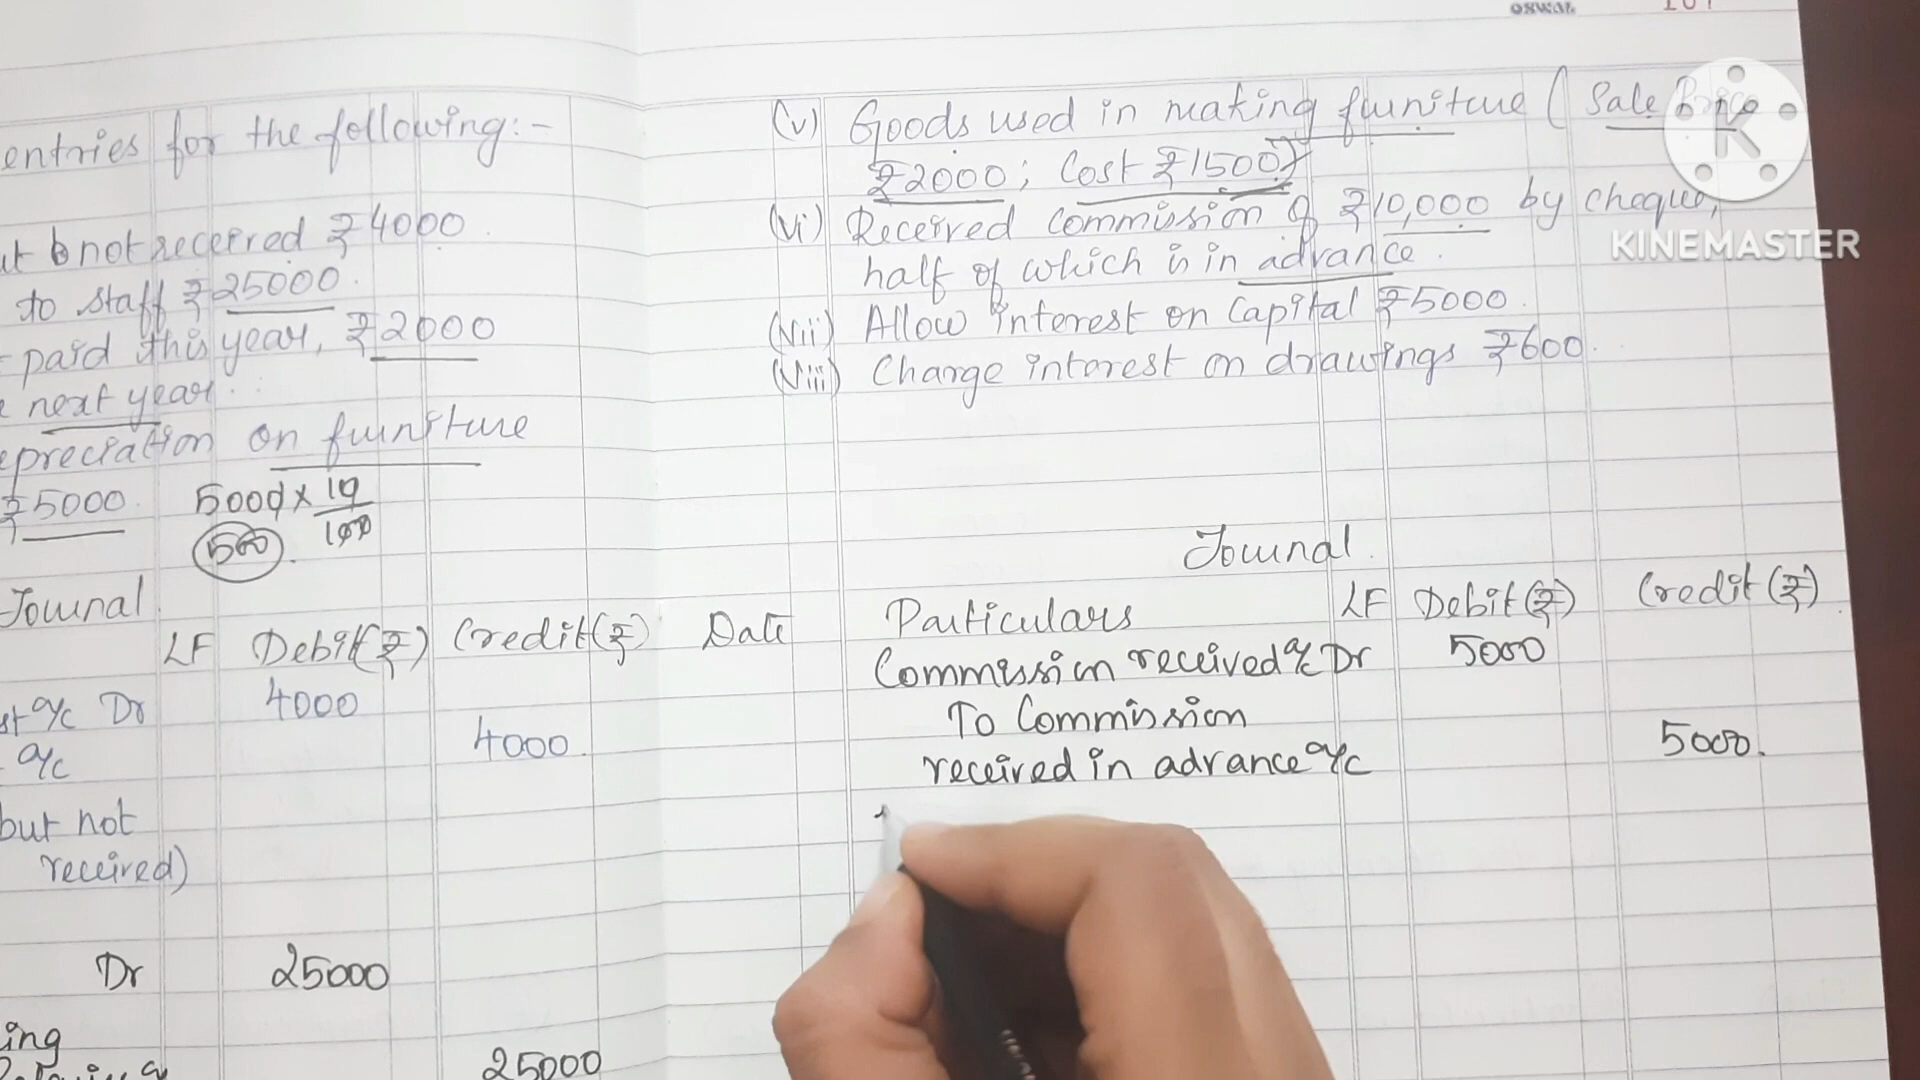 OSWAL
entries for the following:-
not received ₹4000.
to staff ₹25000.
paid this year, ₹2000
next year.
epreciation on furniture
₹5000. 5000 x 10/100
500.
Journal
LF Debit(₹) Credit(₹)
a/c Dr 4000
a/c 4000.
but not
received)
Dr 25000
ing
25000
(v) Goods used in making furniture (Sale Price
₹2000; Cost ₹1500)
(vi) Received commission of ₹10,000 by cheque,
half of which is in advance.
(vii) Allow interest on Capital ₹5000.
(viii) Charge interest on drawings ₹600.
Journal.
Date Particulars LF Debit(₹) Credit(₹)
Commission received a/c Dr 5000
To Commission
received in advance a/c 5000.
K
KINEMASTER